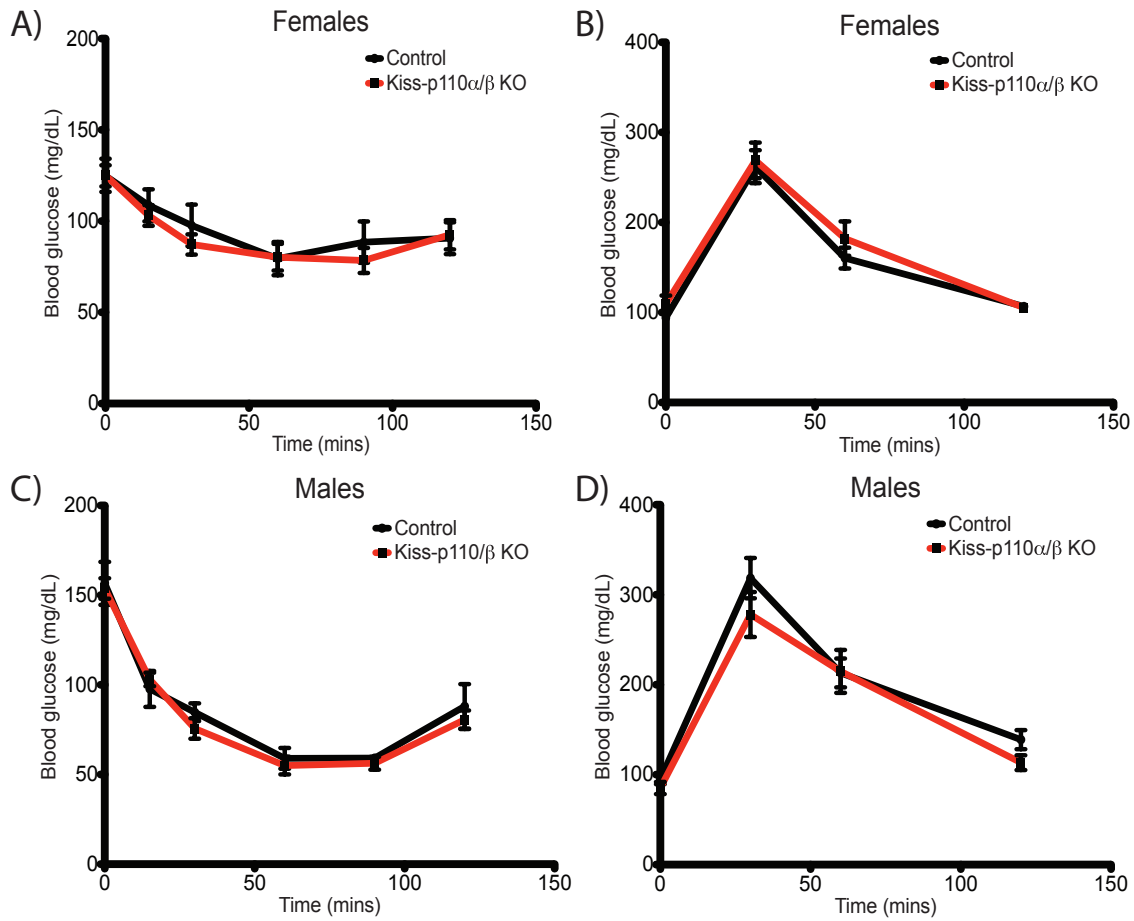 A)
Females
Control
Kiss-p110α/β KO
Blood glucose (mg/dL)
200
150
100
50
0
0 50 100 150
Time (mins)
B)
Females
Control
Kiss-p110α/β KO
Blood glucose (mg/dL)
400
300
200
100
0
0 50 100 150
Time (mins)
C)
Males
Control
Kiss-p110/β KO
Blood glucose (mg/dL)
200
150
100
50
0
0 50 100 150
Time (mins)
D)
Males
Control
Kiss-p110α/β KO
Blood glucose (mg/dL)
400
300
200
100
0
0 50 100 150
Time (mins)